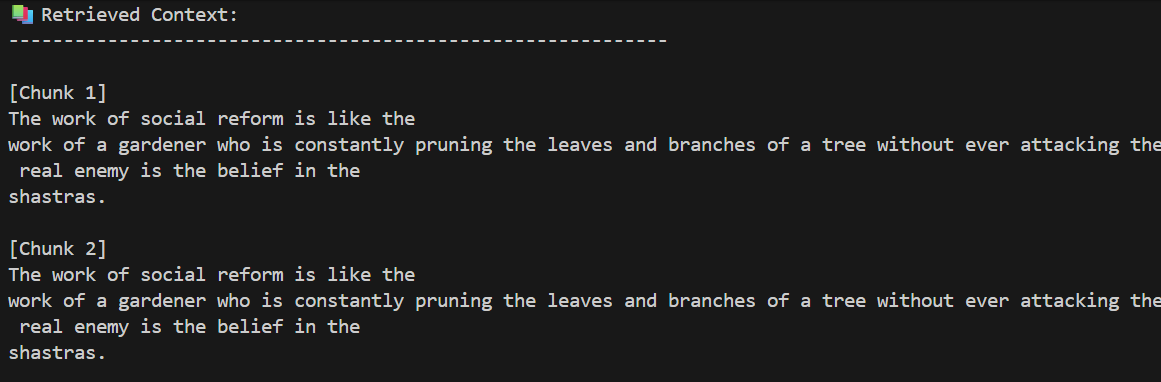 Retrieved Context:
------------------------------------------------------------
[Chunk 1]
The work of social reform is like the
work of a gardener who is constantly pruning the leaves and branches of a tree without ever attacking the
real enemy is the belief in the
shastras.
[Chunk 2]
The work of social reform is like the
work of a gardener who is constantly pruning the leaves and branches of a tree without ever attacking the
real enemy is the belief in the
shastras.